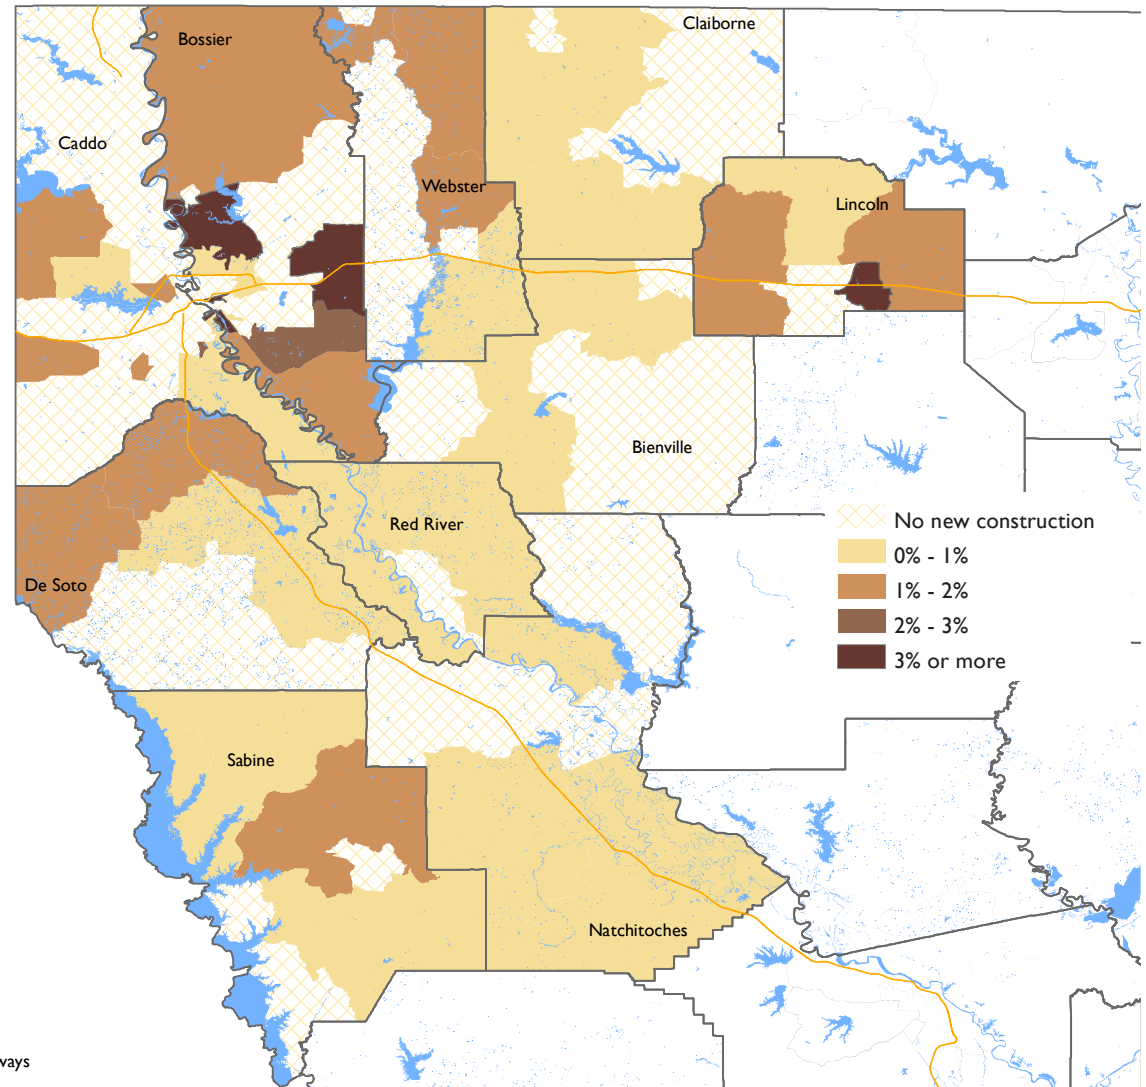 Claiborne
Bossier
Caddo
Webster
Lincoln
Bienville
Red River
No new construction
0% - 1%
1% - 2%
2% - 3%
3% or more
De Soto
Sabine
Natchitoches
ways